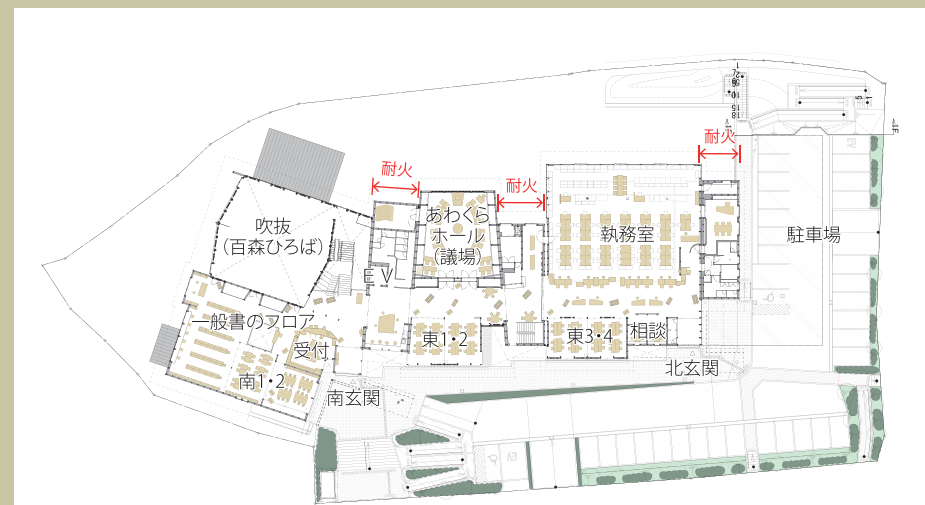 耐火
耐火
耐火
吹抜
(百森ひろば)
あわくら
ホール
(議場)
執務室
駐車場
EV
一般書のフロア
受付
南1・2
東1・2
東3・4
相談
南玄関
北玄関
EV
EV